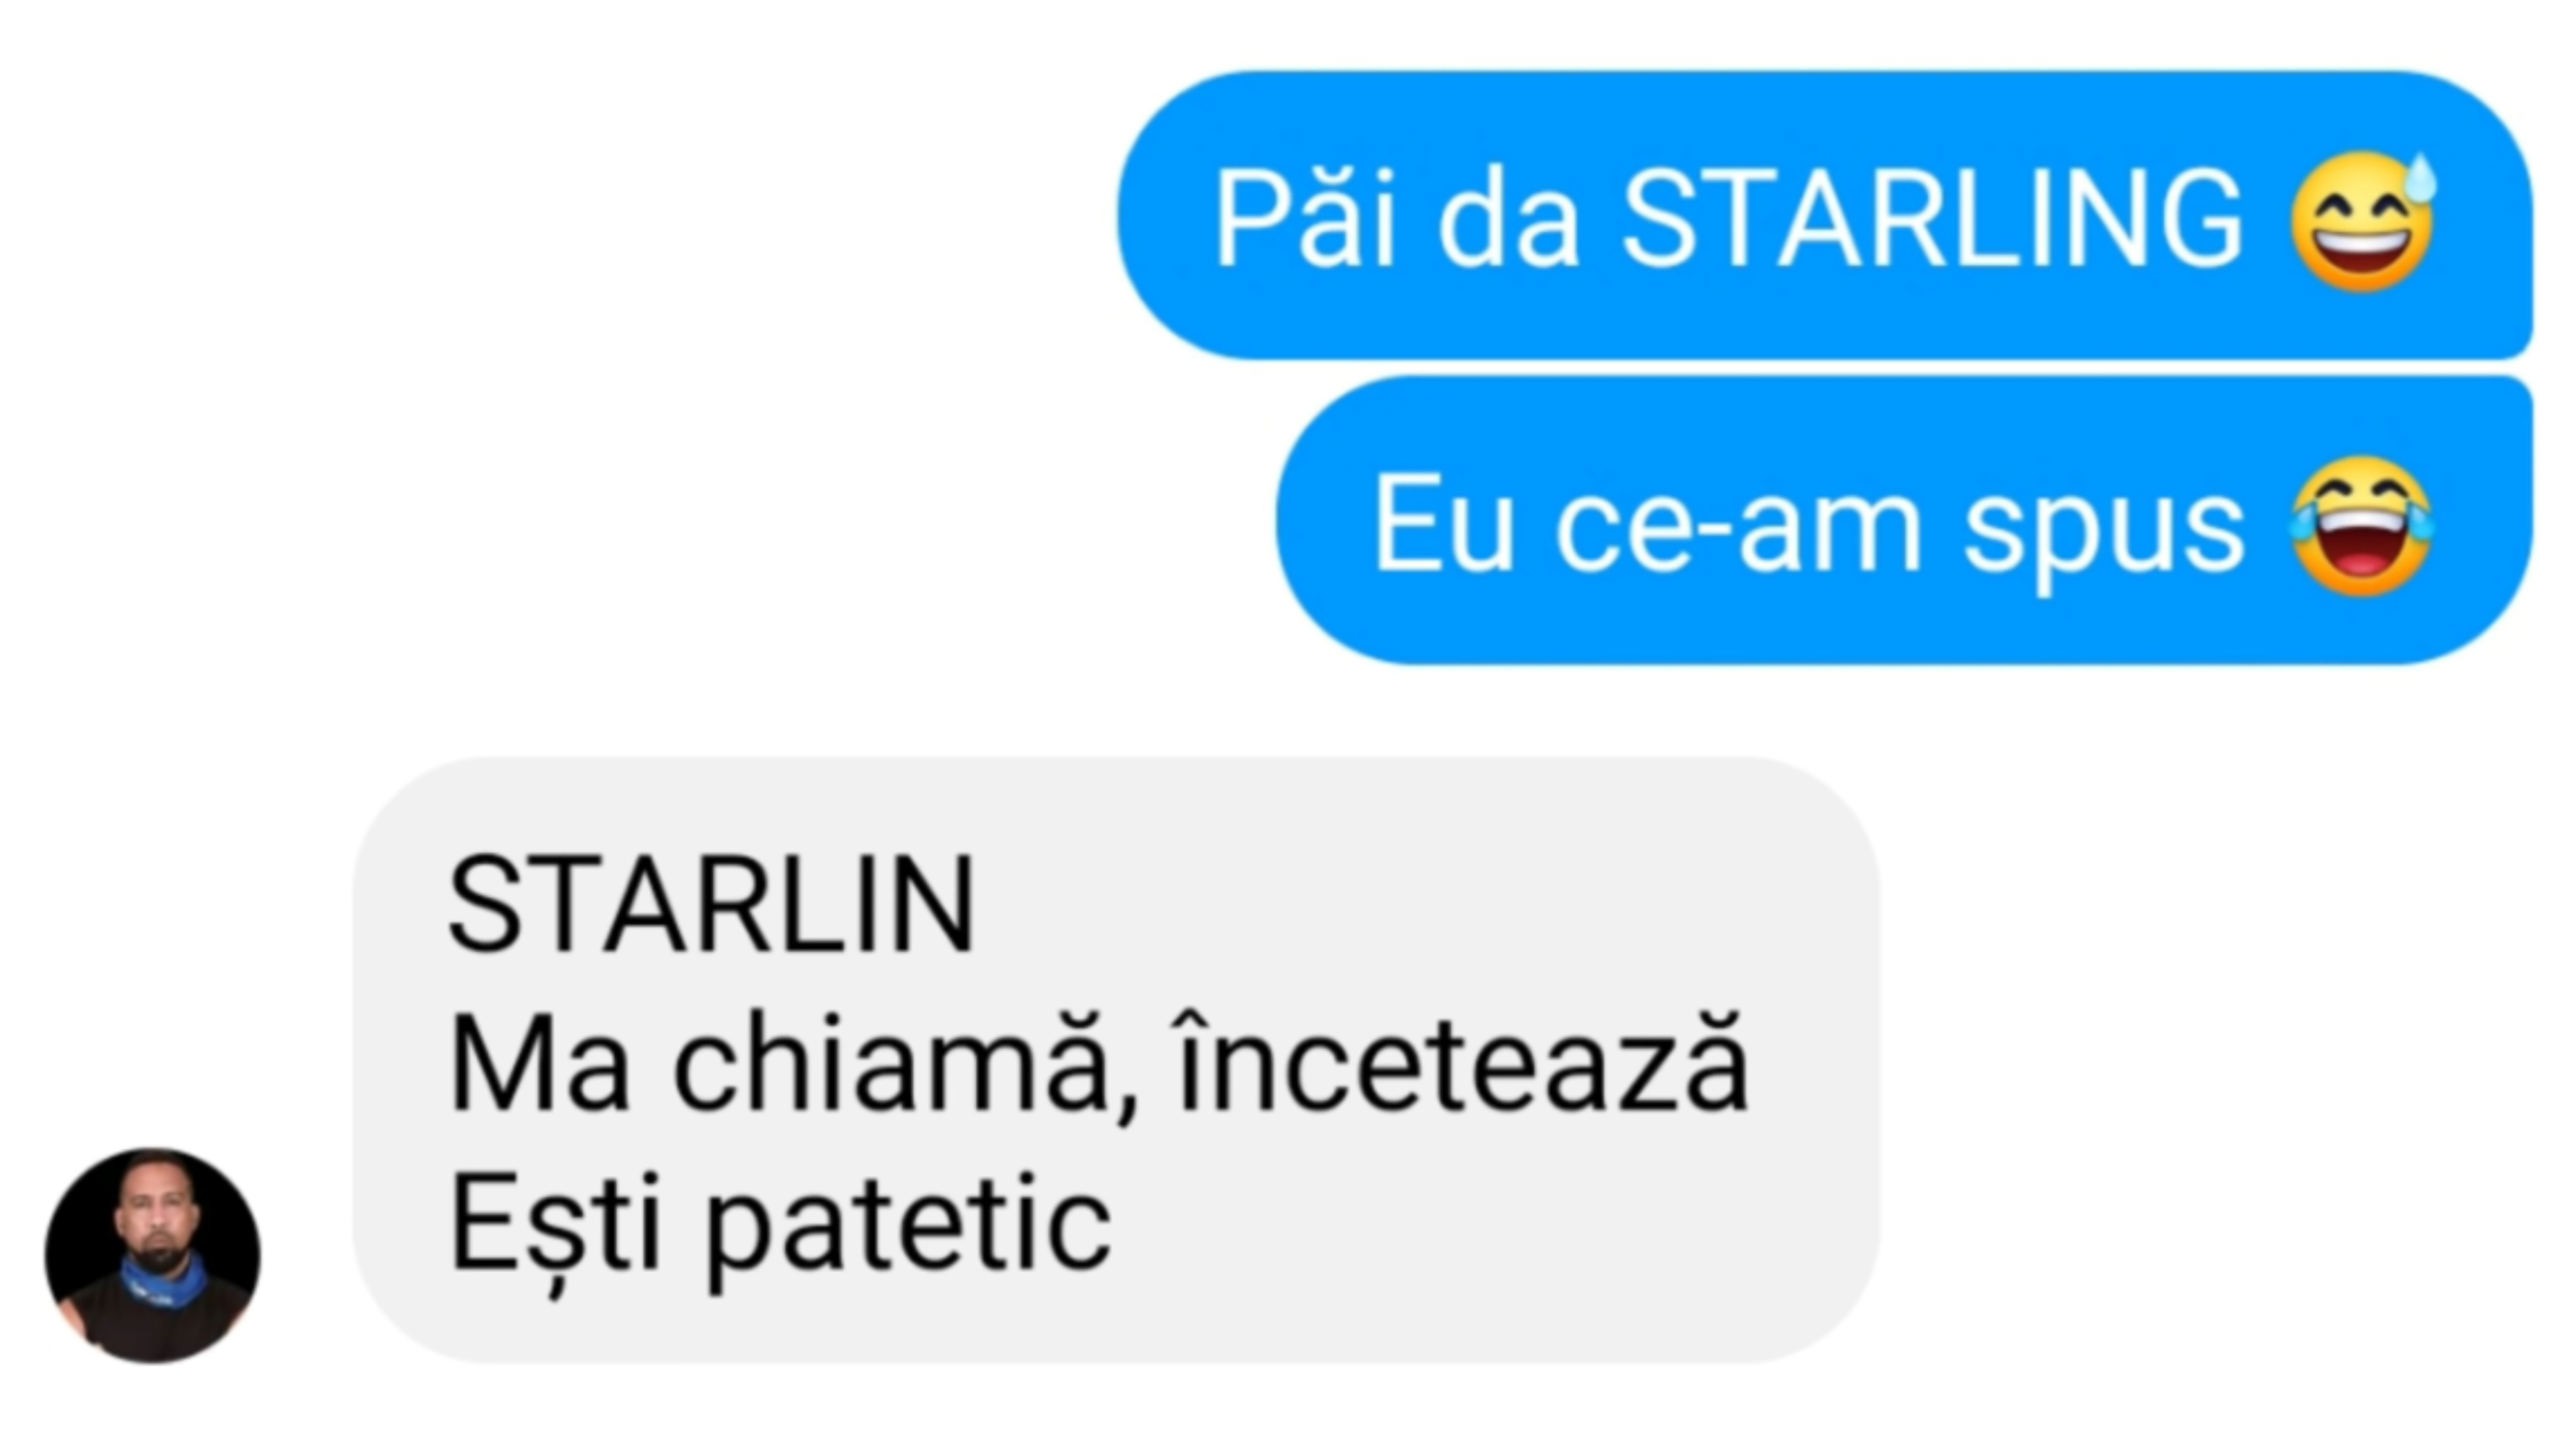 Păi da STARLING 😅
Eu ce-am spus 😂
STARLIN
Ma chiamă, încetează
Ești patetic